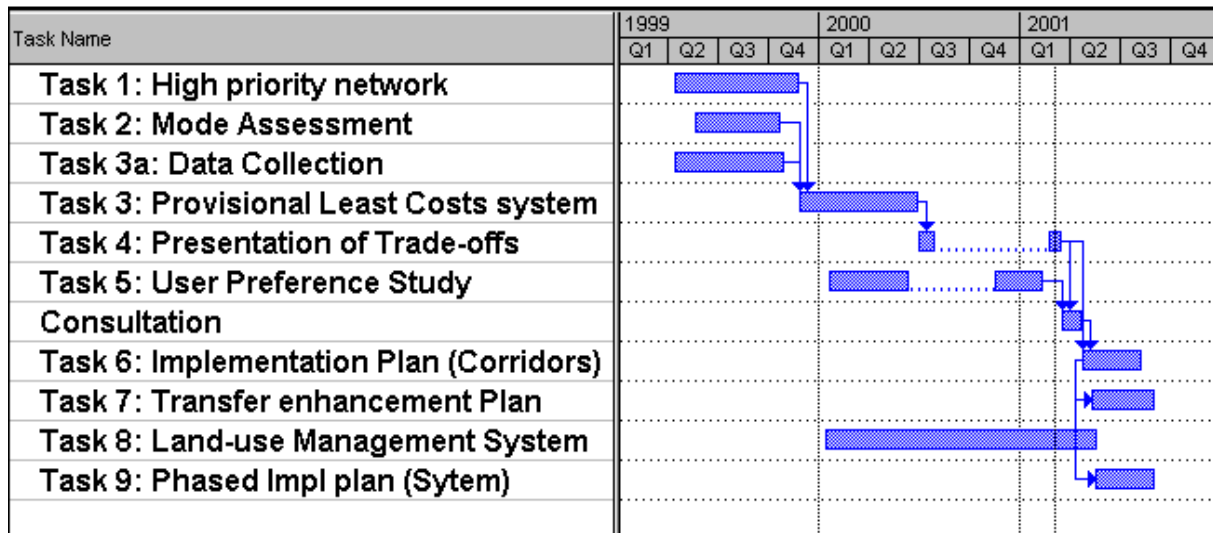 Task Name
1999 2000 2001
Q1 Q2 Q3 Q4 Q1 Q2 Q3 Q4 Q1 Q2 Q3 Q4
Task 1: High priority network
Task 2: Mode Assessment
Task 3a: Data Collection
Task 3: Provisional Least Costs system
Task 4: Presentation of Trade-offs
Task 5: User Preference Study
Consultation
Task 6: Implementation Plan (Corridors)
Task 7: Transfer enhancement Plan
Task 8: Land-use Management System
Task 9: Phased Impl plan (Sytem)